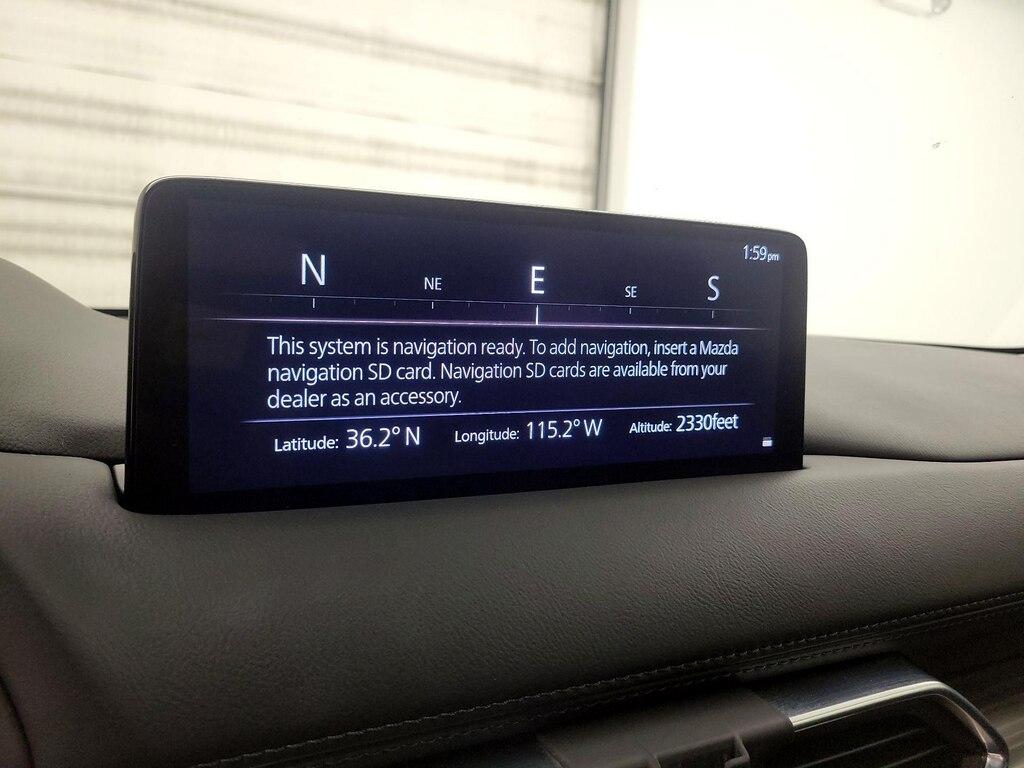 1:59pm
N NE E SE S
This system is navigation ready. To add navigation, insert a Mazda
navigation SD card. Navigation SD cards are available from your
dealer as an accessory.
Latitude: 36.2° N Longitude: 115.2° W Altitude: 2330feet